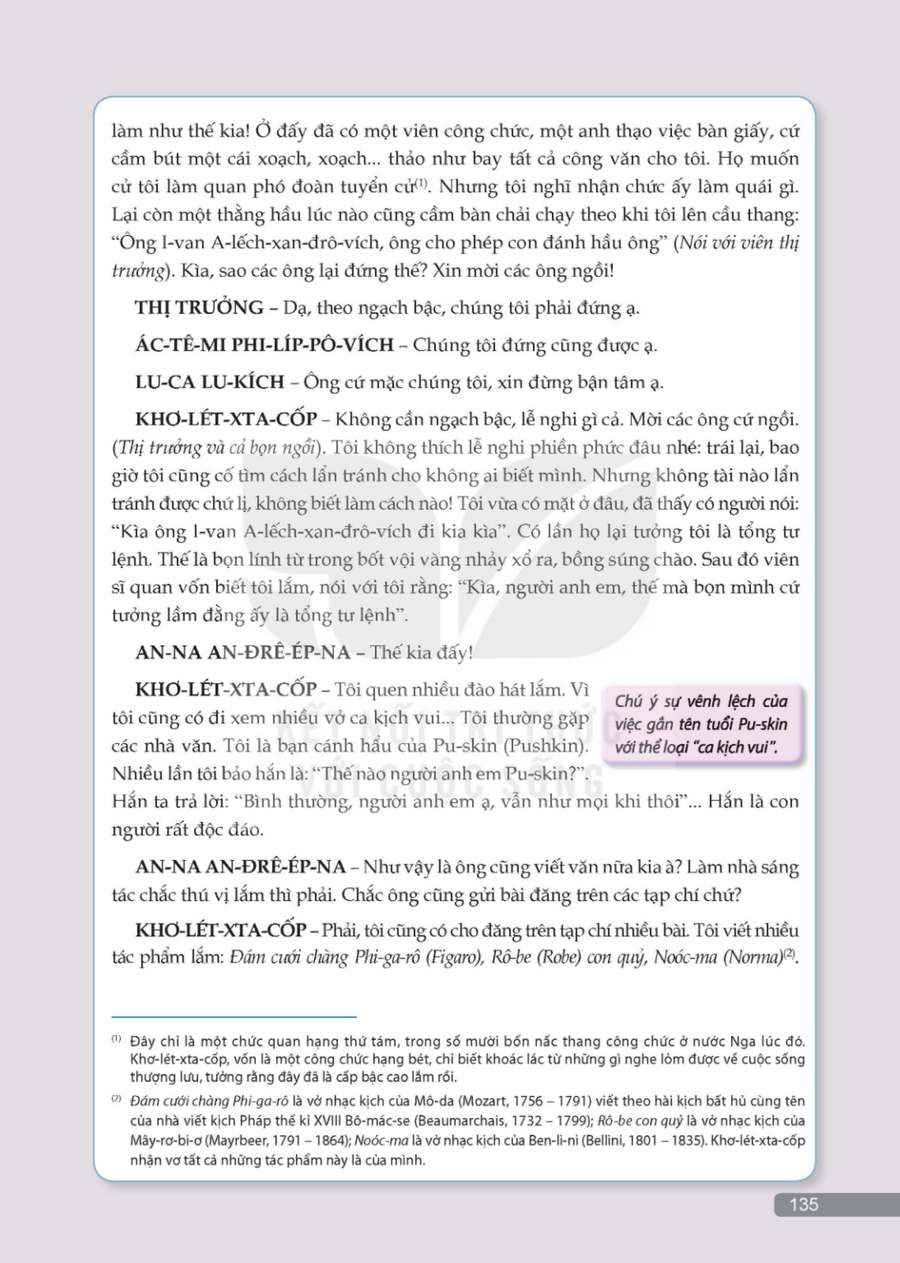 làm như thế kia! Ở đấy đã có một viên công chức, một anh thạo việc bàn giấy, cứ
cầm bút một cái xoạch, xoạch... thảo như bay tất cả công văn cho tôi. Họ muốn
cử tôi làm quan phó đoàn tuyển cử⁽¹⁾. Nhưng tôi nghĩ nhận chức ấy làm quái gì.
Lại còn một thằng hầu lúc nào cũng cầm bàn chải chạy theo khi tôi lên cầu thang:
“Ông I-van A-lếch-xan-đrô-vích, ông cho phép con đánh hầu ông” (Nói với viên thị
trưởng). Kìa, sao các ông lại đứng thế? Xin mời các ông ngồi!
THỊ TRƯỞNG – Dạ, theo ngạch bậc, chúng tôi phải đứng ạ.
ÁC-TÊ-MI PHI-LÍP-PÔ-VÍCH – Chúng tôi đứng cũng được ạ.
LU-CA LU-KÍCH – Ông cứ mặc chúng tôi, xin đừng bận tâm ạ.
KHƠ-LÉT-XTA-CỐP – Không cần ngạch bậc, lễ nghi gì cả. Mời các ông cứ ngồi.
(Thị trưởng và cả bọn ngồi). Tôi không thích lễ nghi phiền phức đâu nhé: trái lại, bao
giờ tôi cũng cố tìm cách lẩn tránh cho không ai biết mình. Nhưng không tài nào lẩn
tránh được chứ lị, không biết làm cách nào! Tôi vừa có mặt ở đâu, đã thấy có người nói:
“Kìa ông I-van A-lếch-xan-đrô-vích đi kia kìa”. Có lần họ lại tưởng tôi là tổng tư
lệnh. Thế là bọn lính từ trong bốt vội vàng nhảy xổ ra, bồng súng chào. Sau đó viên
sĩ quan vốn biết tôi lắm, nói với tôi rằng: “Kìa, người anh em, thế mà bọn mình cứ
tưởng lầm đằng ấy là tổng tư lệnh”.
AN-NA AN-ĐRÊ-ÉP-NA – Thế kia đấy!
KHƠ-LÉT-XTA-CỐP – Tôi quen nhiều đào hát lắm. Vì
tôi cũng có đi xem nhiều vở ca kịch vui... Tôi thường gặp
các nhà văn. Tôi là bạn cánh hẩu của Pu-skin (Pushkin).
Nhiều lần tôi bảo hắn là: “Thế nào người anh em Pu-skin?”.
Hắn ta trả lời: “Bình thường, người anh em ạ, vẫn như mọi khi thôi”... Hắn là con
người rất độc đáo.
Chú ý sự vênh lệch của
việc gắn tên tuổi Pu-skin
với thể loại “ca kịch vui”.
AN-NA AN-ĐRÊ-ÉP-NA – Như vậy là ông cũng viết văn nữa kia à? Làm nhà sáng
tác chắc thú vị lắm thì phải. Chắc ông cũng gửi bài đăng trên các tạp chí chứ?
KHƠ-LÉT-XTA-CỐP – Phải, tôi cũng có cho đăng trên tạp chí nhiều bài. Tôi viết nhiều
tác phẩm lắm: Đám cưới chàng Phi-ga-rô (Figaro), Rô-be (Robe) con quỷ, Noóc-ma (Norma)⁽²⁾.
KẾT NỐI TRI THỨC
VỚI CUỘC SỐNG
⁽¹⁾ Đây chỉ là một chức quan hạng thứ tám, trong số mười bốn nấc thang công chức ở nước Nga lúc đó.
Khơ-lét-xta-cốp, vốn là một công chức hạng bét, chỉ biết khoác lác từ những gì nghe lỏm được về cuộc sống
thượng lưu, tưởng rằng đây đã là cấp bậc cao lắm rồi.
⁽²⁾ Đám cưới chàng Phi-ga-rô là vở nhạc kịch của Mô-da (Mozart, 1756 – 1791) viết theo hài kịch bất hủ cùng tên
của nhà viết kịch Pháp thế kỉ XVIII Bô-mác-se (Beaumarchais, 1732 – 1799); Rô-be con quỷ là vở nhạc kịch của
Mây-rơ-bi-ơ (Mayrbeer, 1791 – 1864); Noóc-ma là vở nhạc kịch của Ben-li-ni (Bellini, 1801 – 1835). Khơ-lét-xta-cốp
nhận vơ tất cả những tác phẩm này là của mình.
135